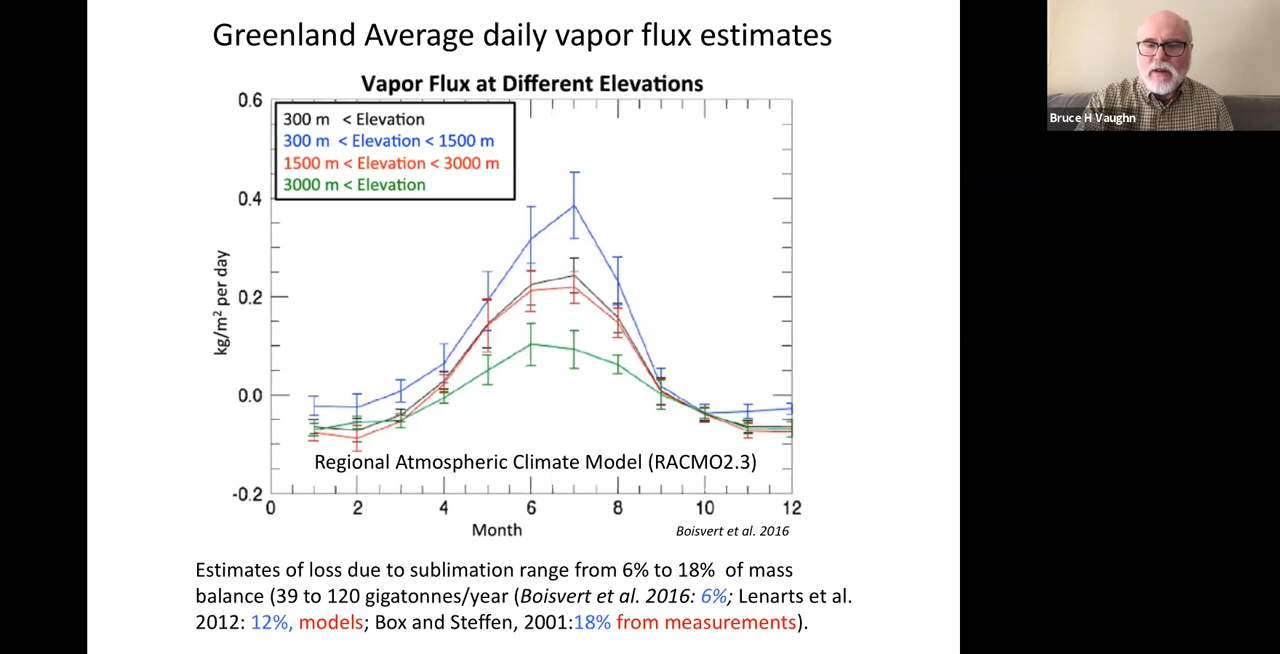 Greenland Average daily vapor flux estimates
Bruce H Vaughn
Vapor Flux at Different Elevations
300 m < Elevation
300 m < Elevation < 1500 m
1500 m < Elevation < 3000 m
3000 m < Elevation
0.6
0.4
0.2
0.0
-0.2
kg/m² per day
Regional Atmospheric Climate Model (RACMO2.3)
0 2 4 6 8 10 12
Month
Boisvert et al. 2016
Estimates of loss due to sublimation range from 6% to 18% of mass
balance (39 to 120 gigatonnes/year (Boisvert et al. 2016: 6%; Lenarts et al.
2012: 12%, models; Box and Steffen, 2001:18% from measurements).